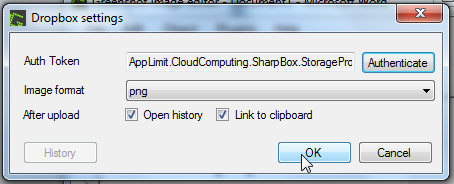 Greenshot image editor - Document1 - Microsoft Word
Dropbox settings
Auth Token AppLimit.CloudComputing.SharpBox.StoragePro Authenticate
Image format png
After upload Open history Link to clipboard
History OK Cancel